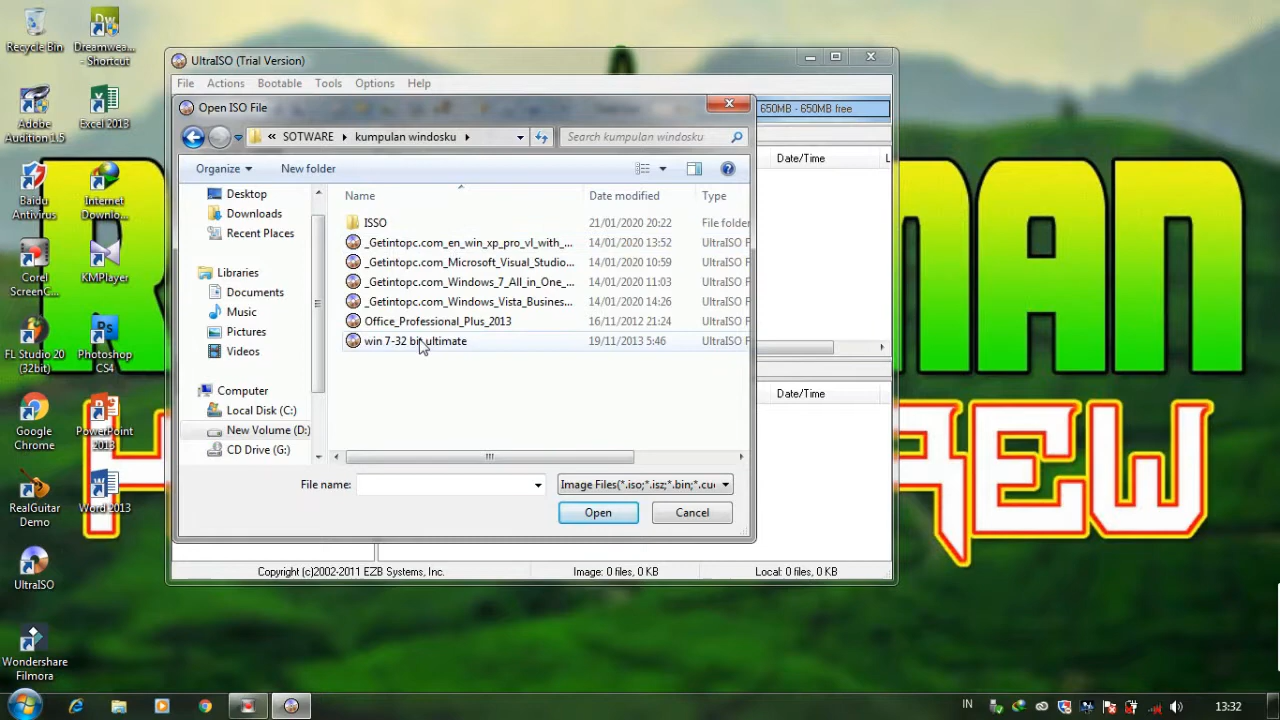 Recycle Bin
Dreamwea...
- Shortcut
Adobe
Audition 1.5
Excel 2013
Baidu
Antivirus
Internet
Downlo...
Corel
ScreenC...
KMPlayer
FL Studio 20
(32bit)
Photoshop
CS4
Google
Chrome
PowerPoint
2013
RealGuitar
Demo
Word 2013
UltraISO
Wondershare
Filmora
UltraISO (Trial Version)
File Actions Bootable Tools Options Help
Open ISO File
650MB - 650MB free
« SOTWARE kumpulan windosku
Search kumpulan windosku
Organize New folder
Date/Time
Desktop
Downloads
Recent Places
Libraries
Documents
Music
Pictures
Videos
Computer
Local Disk (C:)
New Volume (D:)
CD Drive (G:)
Name Date modified Type
ISSO 21/01/2020 20:22 File folder
_Getintopc.com_en_win_xp_pro_vl_with_... 14/01/2020 13:52 UltraISO F
_Getintopc.com_Microsoft_Visual_Studio... 14/01/2020 10:59 UltraISO F
_Getintopc.com_Windows_7_All_in_One_... 14/01/2020 11:03 UltraISO F
_Getintopc.com_Windows_Vista_Busines... 14/01/2020 14:26 UltraISO F
Office_Professional_Plus_2013 16/11/2012 21:24 UltraISO F
win 7-32 bit ultimate 19/11/2013 5:46 UltraISO F
Date/Time
File name:
Image Files(*.iso;*.isz;*.bin;*.cu
Open Cancel
Copyright (c)2002-2011 EZB Systems, Inc. Image: 0 files, 0 KB Local: 0 files, 0 KB
IN 13:32